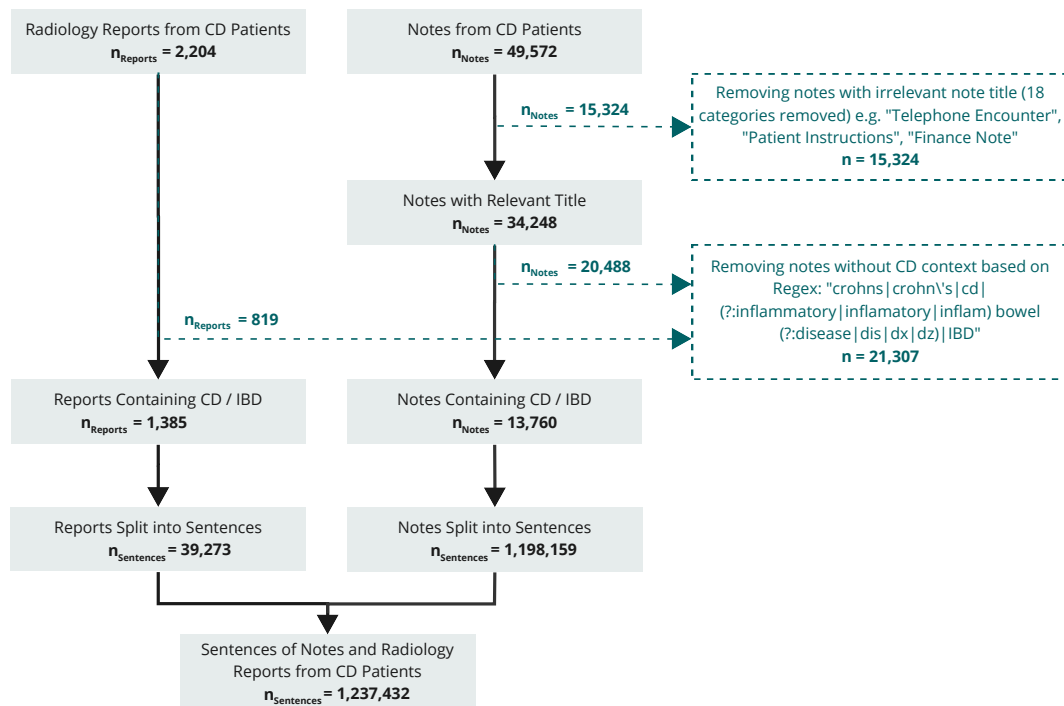 Radiology Reports from CD Patients
nReports = 2,204
Notes from CD Patients
nNotes = 49,572
nNotes = 15,324
Removing notes with irrelevant note title (18
categories removed) e.g. "Telephone Encounter",
"Patient Instructions", "Finance Note"
n = 15,324
Notes with Relevant Title
nNotes = 34,248
nNotes = 20,488
Removing notes without CD context based on
Regex: "crohns|crohn\'s|cd|
(?:inflammatory|inflamatory|inflam) bowel
(?:disease|dis|dx|dz)|IBD"
n = 21,307
nReports = 819
Reports Containing CD / IBD
nReports = 1,385
Notes Containing CD / IBD
nNotes = 13,760
Reports Split into Sentences
nSentences = 39,273
Notes Split into Sentences
nSentences = 1,198,159
Sentences of Notes and Radiology
Reports from CD Patients
nSentences = 1,237,432